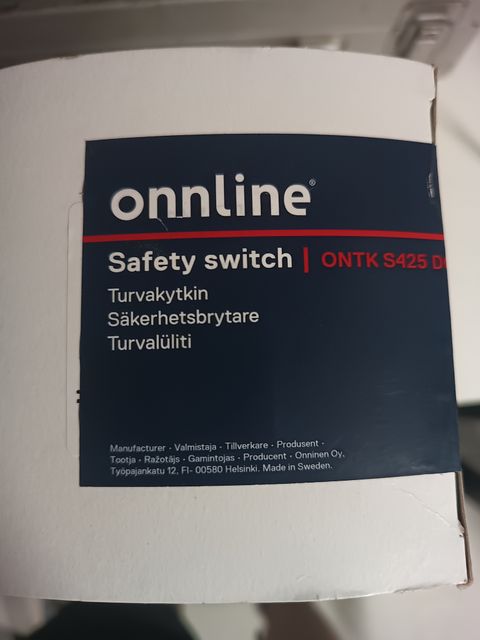 onnline®
Safety switch | ONTK S425
Turvakytkin
Säkerhetsbrytare
Turvalüliti
Manufacturer · Valmistaja · Tillverkare · Produsent ·
Tootja · Ražotājs · Gamintojas · Producent · Onninen Oy,
Työpajankatu 12, FI- 00580 Helsinki. Made in Sweden.